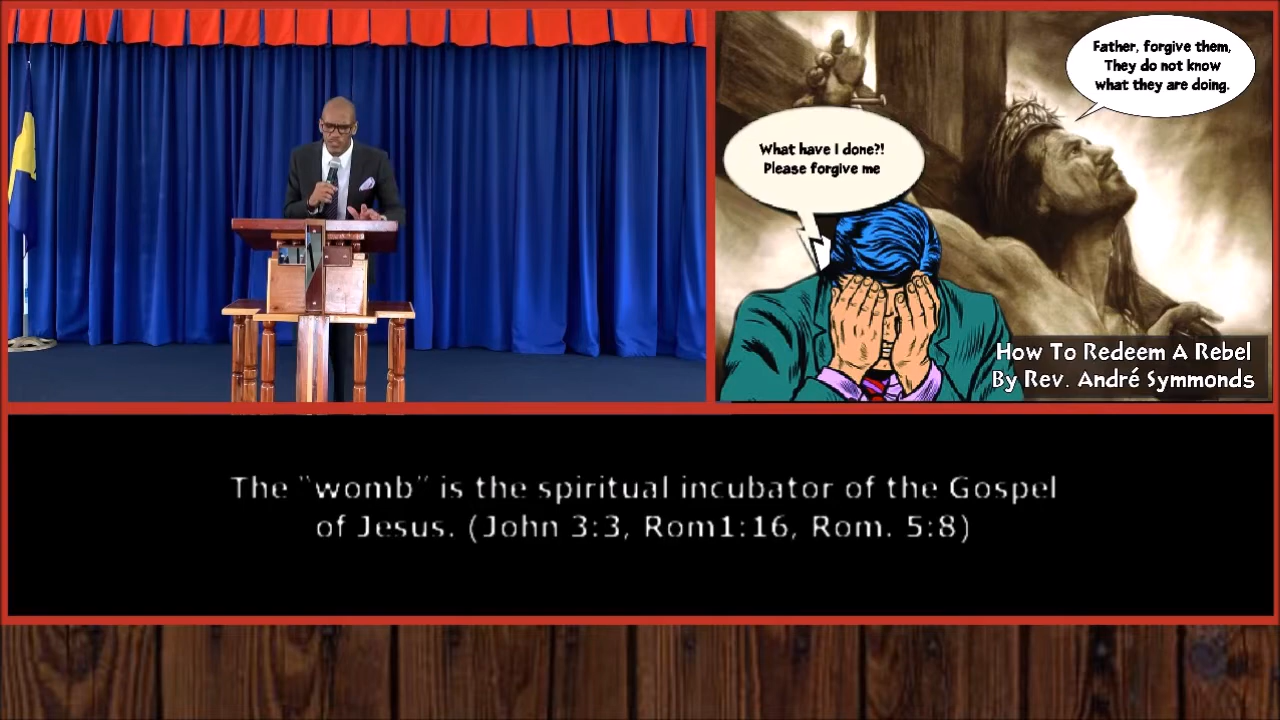 Father, forgive them,
They do not know
what they are doing.
What have I done?!
Please forgive me
How To Redeem A Rebel
By Rev. André Symmonds
The "womb" is the spiritual incubator of the Gospel
of Jesus. (John 3:3, Rom1:16, Rom. 5:8)